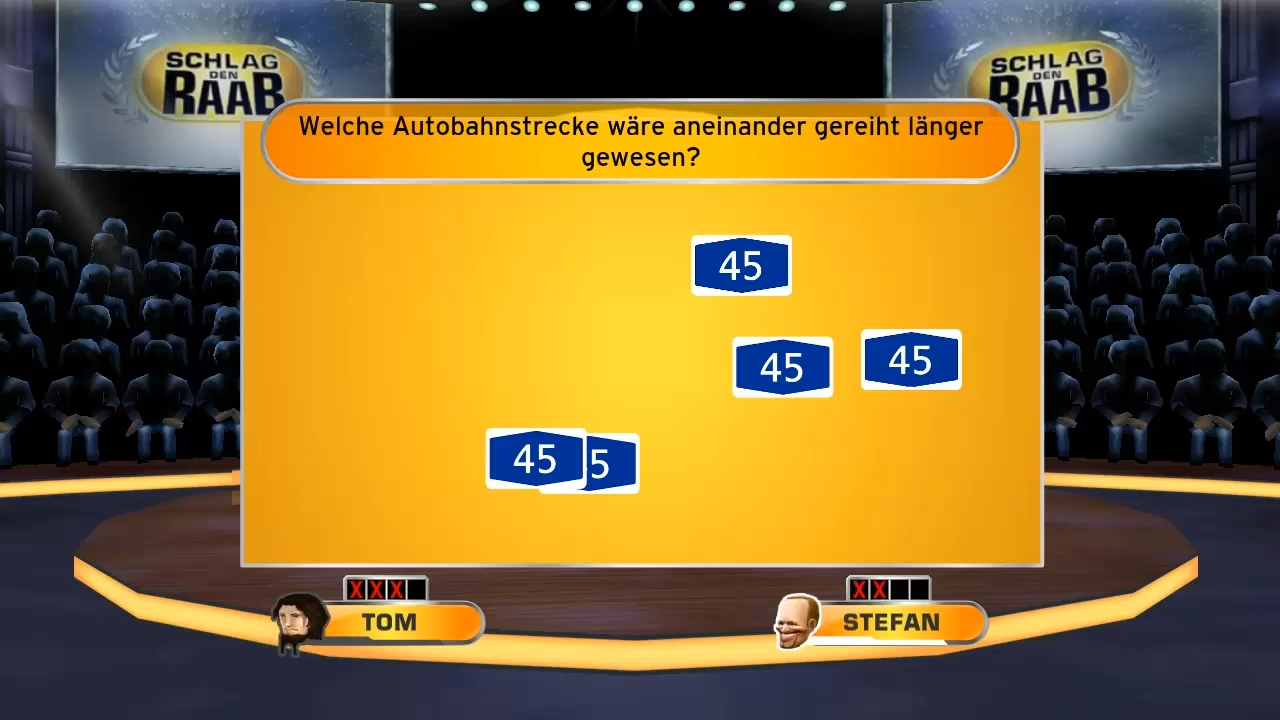 SCHLAG
DEN
RAAB
SCHLAG
DEN
RAAB
Welche Autobahnstrecke wäre aneinander gereiht länger
gewesen?
45
45
45
45
5
X X X
X X
TOM
STEFAN